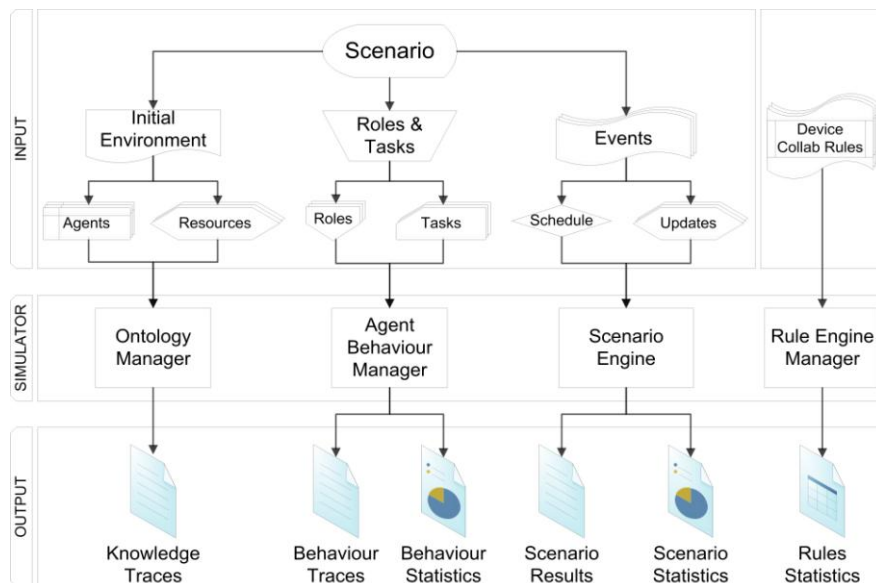 INPUT
Scenario
Initial
Environment
Roles &
Tasks
Events
Device
Collab Rules
Agents
Resources
Roles
Tasks
Schedule
Updates
SIMULATOR
Ontology
Manager
Agent
Behaviour
Manager
Scenario
Engine
Rule Engine
Manager
OUTPUT
Knowledge
Traces
Behaviour
Traces
Behaviour
Statistics
Scenario
Results
Scenario
Statistics
Rules
Statistics